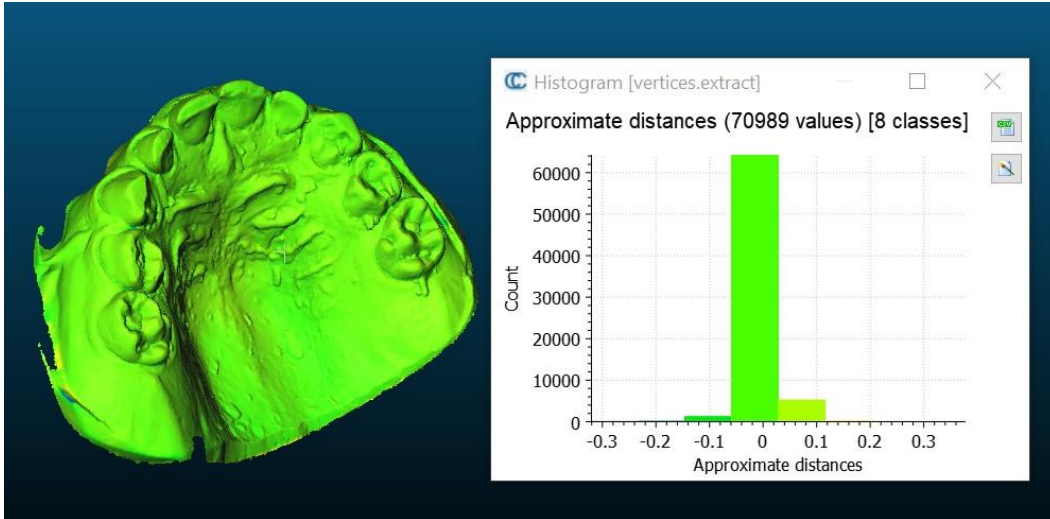 Histogram [vertices.extract]
Approximate distances (70989 values) [8 classes]
CSV
60000
50000
40000
30000
20000
10000
0
Count
-0.3 -0.2 -0.1 0 0.1 0.2 0.3
Approximate distances